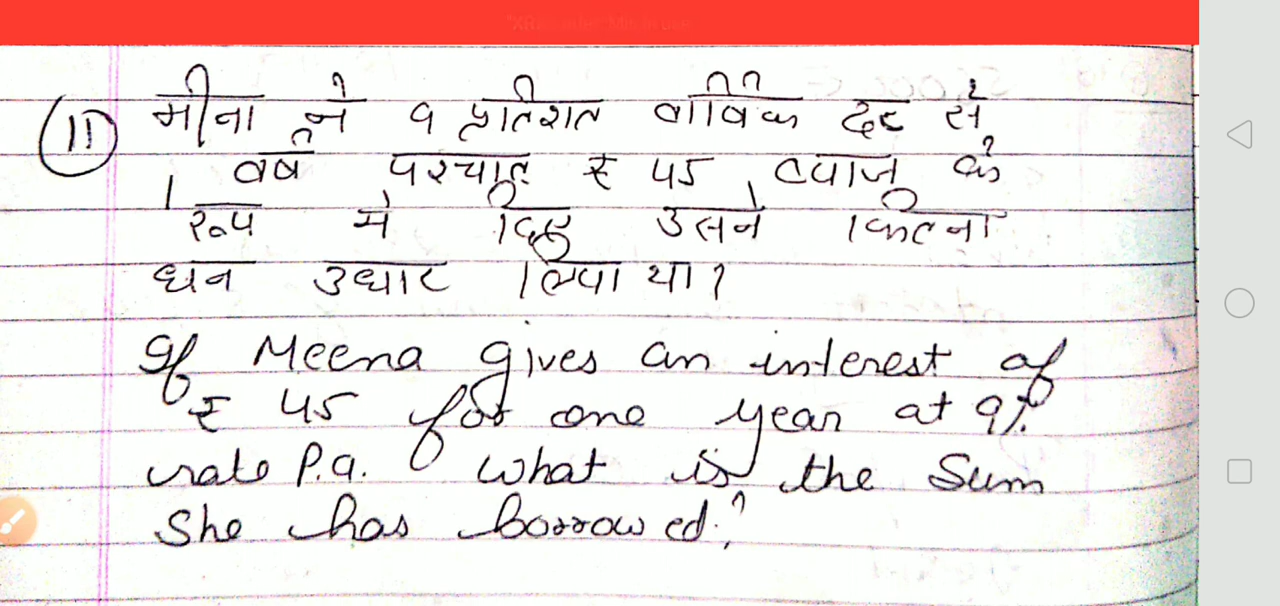 11 मीना ने 9 प्रतिशत वार्षिक दर से
1 वर्ष पश्चात् ₹ 45 ब्याज के
रूप में दिए उसने कितना
धन उधार लिया था?
If Meena gives an interest of
₹ 45 for one year at 9%
rate P.a. What is the Sum
She has borrowed.?